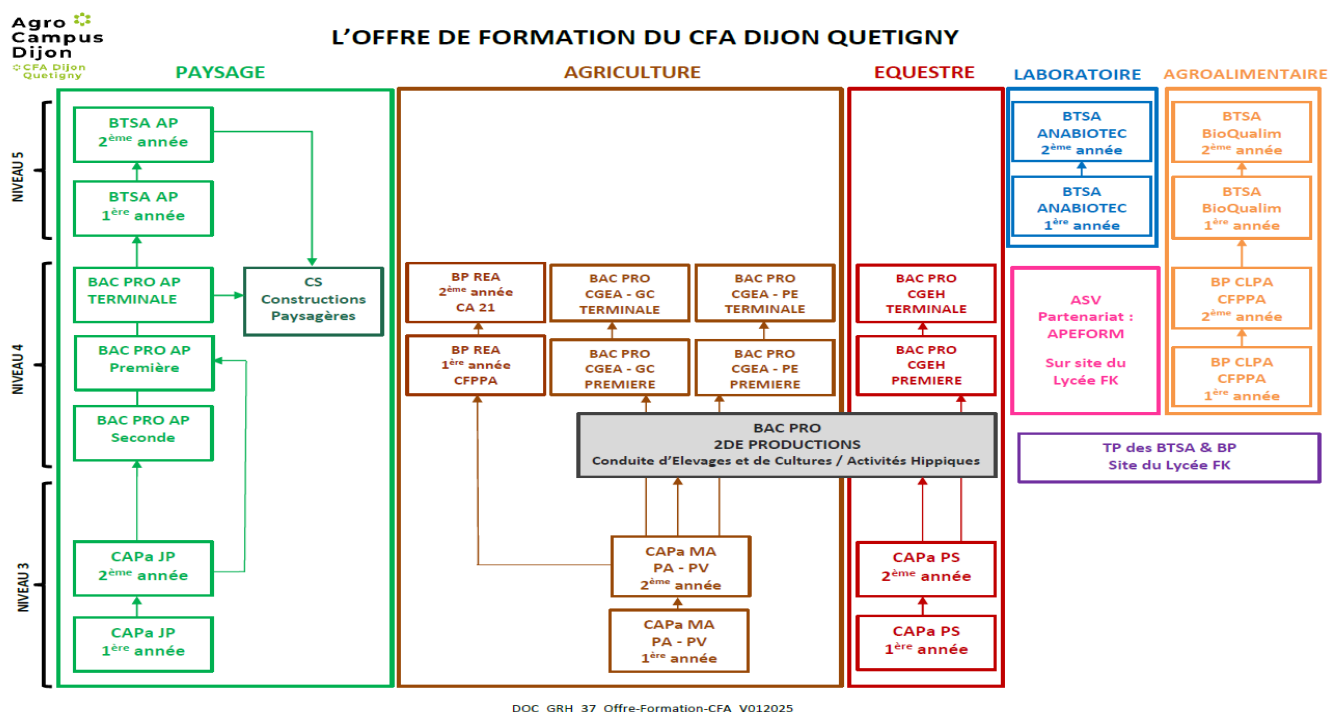 Agro
Campus
Dijon
CFA Dijon
Quetigny
L'OFFRE DE FORMATION DU CFA DIJON QUETIGNY
PAYSAGE
AGRICULTURE
EQUESTRE
LABORATOIRE
AGROALIMENTAIRE
NIVEAU 5
NIVEAU 4
NIVEAU 3
BTSA AP
2ème année
BTSA AP
1ère année
BAC PRO AP
TERMINALE
CS
Constructions
Paysagères
BAC PRO AP
Première
BAC PRO AP
Seconde
CAPa JP
2ème année
CAPa JP
1ère année
BP REA
2ème année
CA 21
BAC PRO
CGEA - GC
TERMINALE
BAC PRO
CGEA - PE
TERMINALE
BP REA
1ère année
CFPPA
BAC PRO
CGEA - GC
PREMIERE
BAC PRO
CGEA - PE
PREMIERE
BAC PRO
CGEH
TERMINALE
BAC PRO
CGEH
PREMIERE
BAC PRO
2DE PRODUCTIONS
Conduite d'Elevages et de Cultures / Activités Hippiques
CAPa MA
PA - PV
2ème année
CAPa MA
PA - PV
1ère année
CAPa PS
2ème année
CAPa PS
1ère année
BTSA
ANABIOTEC
2ème année
BTSA
ANABIOTEC
1ère année
ASV
Partenariat :
APEFORM
Sur site du
Lycée FK
BTSA
BioQualim
2ème année
BTSA
BioQualim
1ère année
BP CLPA
CFPPA
2ème année
BP CLPA
CFPPA
1ère année
TP des BTSA & BP
Site du Lycée FK
DOC_GRH_37_Offre-Formation-CFA_V012025